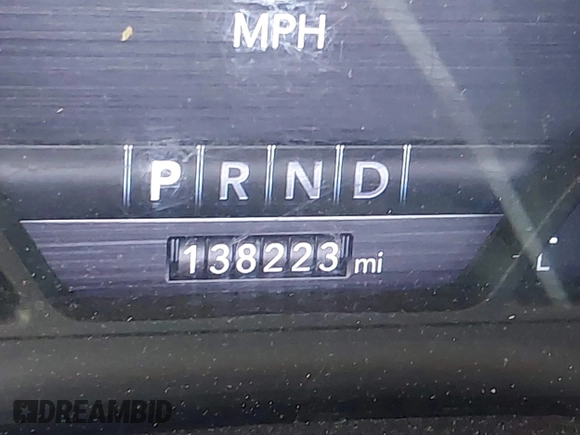 MPH
P R N D
138223 mi
L
DREAMBID